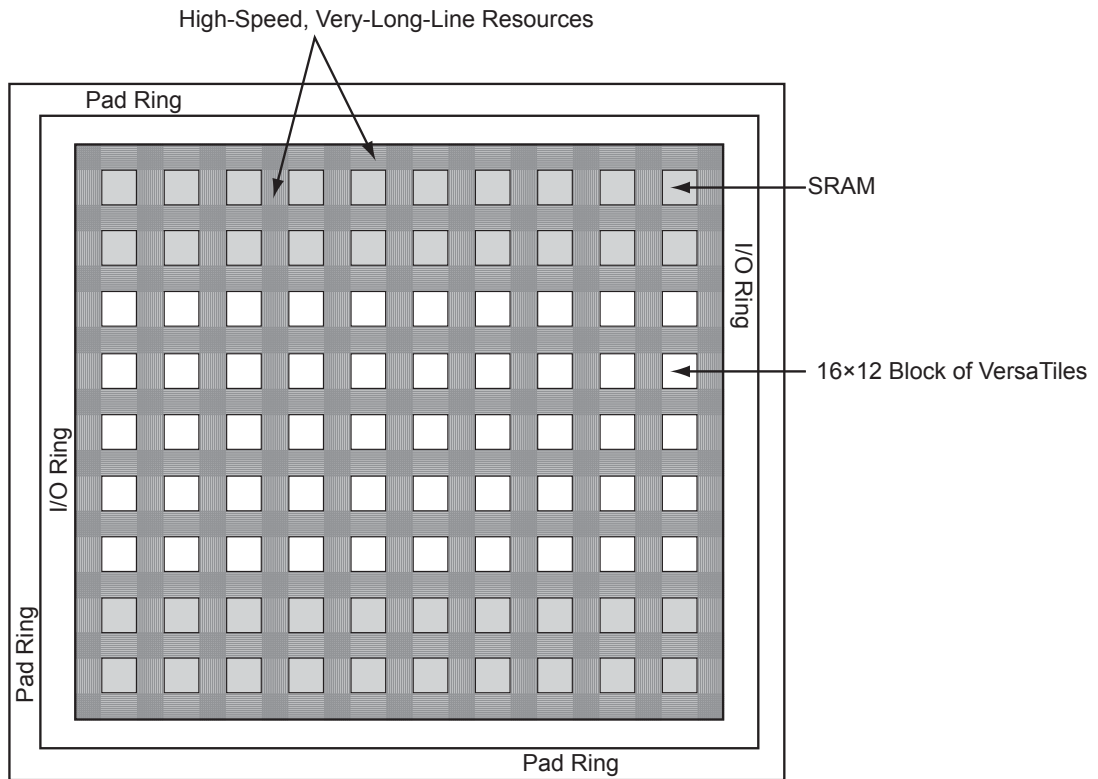 High-Speed, Very-Long-Line Resources
Pad Ring
SRAM
I/O Ring
16×12 Block of VersaTiles
I/O Ring
Pad Ring
Pad Ring